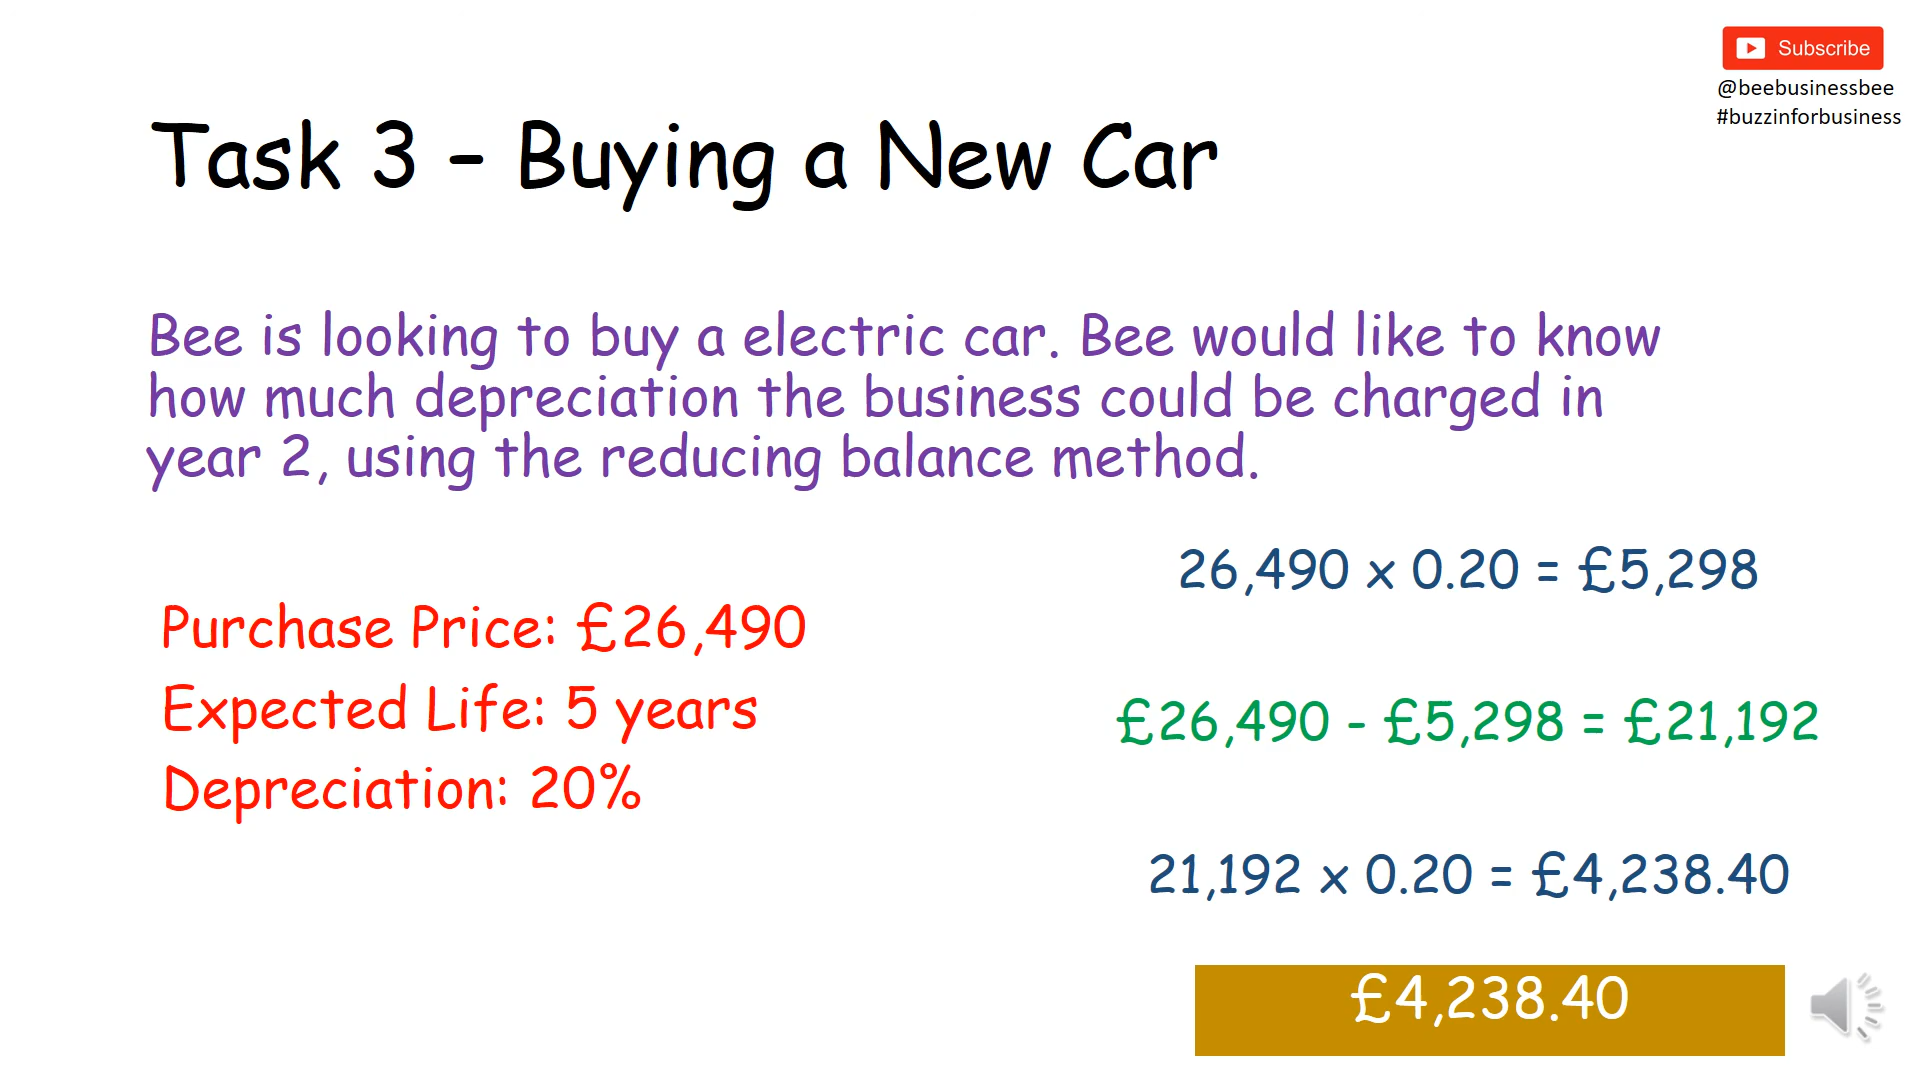 Subscribe
@beebusinessbee
#buzzinforbusiness
Task 3 – Buying a New Car
Bee is looking to buy a electric car. Bee would like to know
how much depreciation the business could be charged in
year 2, using the reducing balance method.
Purchase Price: £26,490
Expected Life: 5 years
Depreciation: 20%
26,490 x 0.20 = £5,298
£26,490 - £5,298 = £21,192
21,192 x 0.20 = £4,238.40
£4,238.40